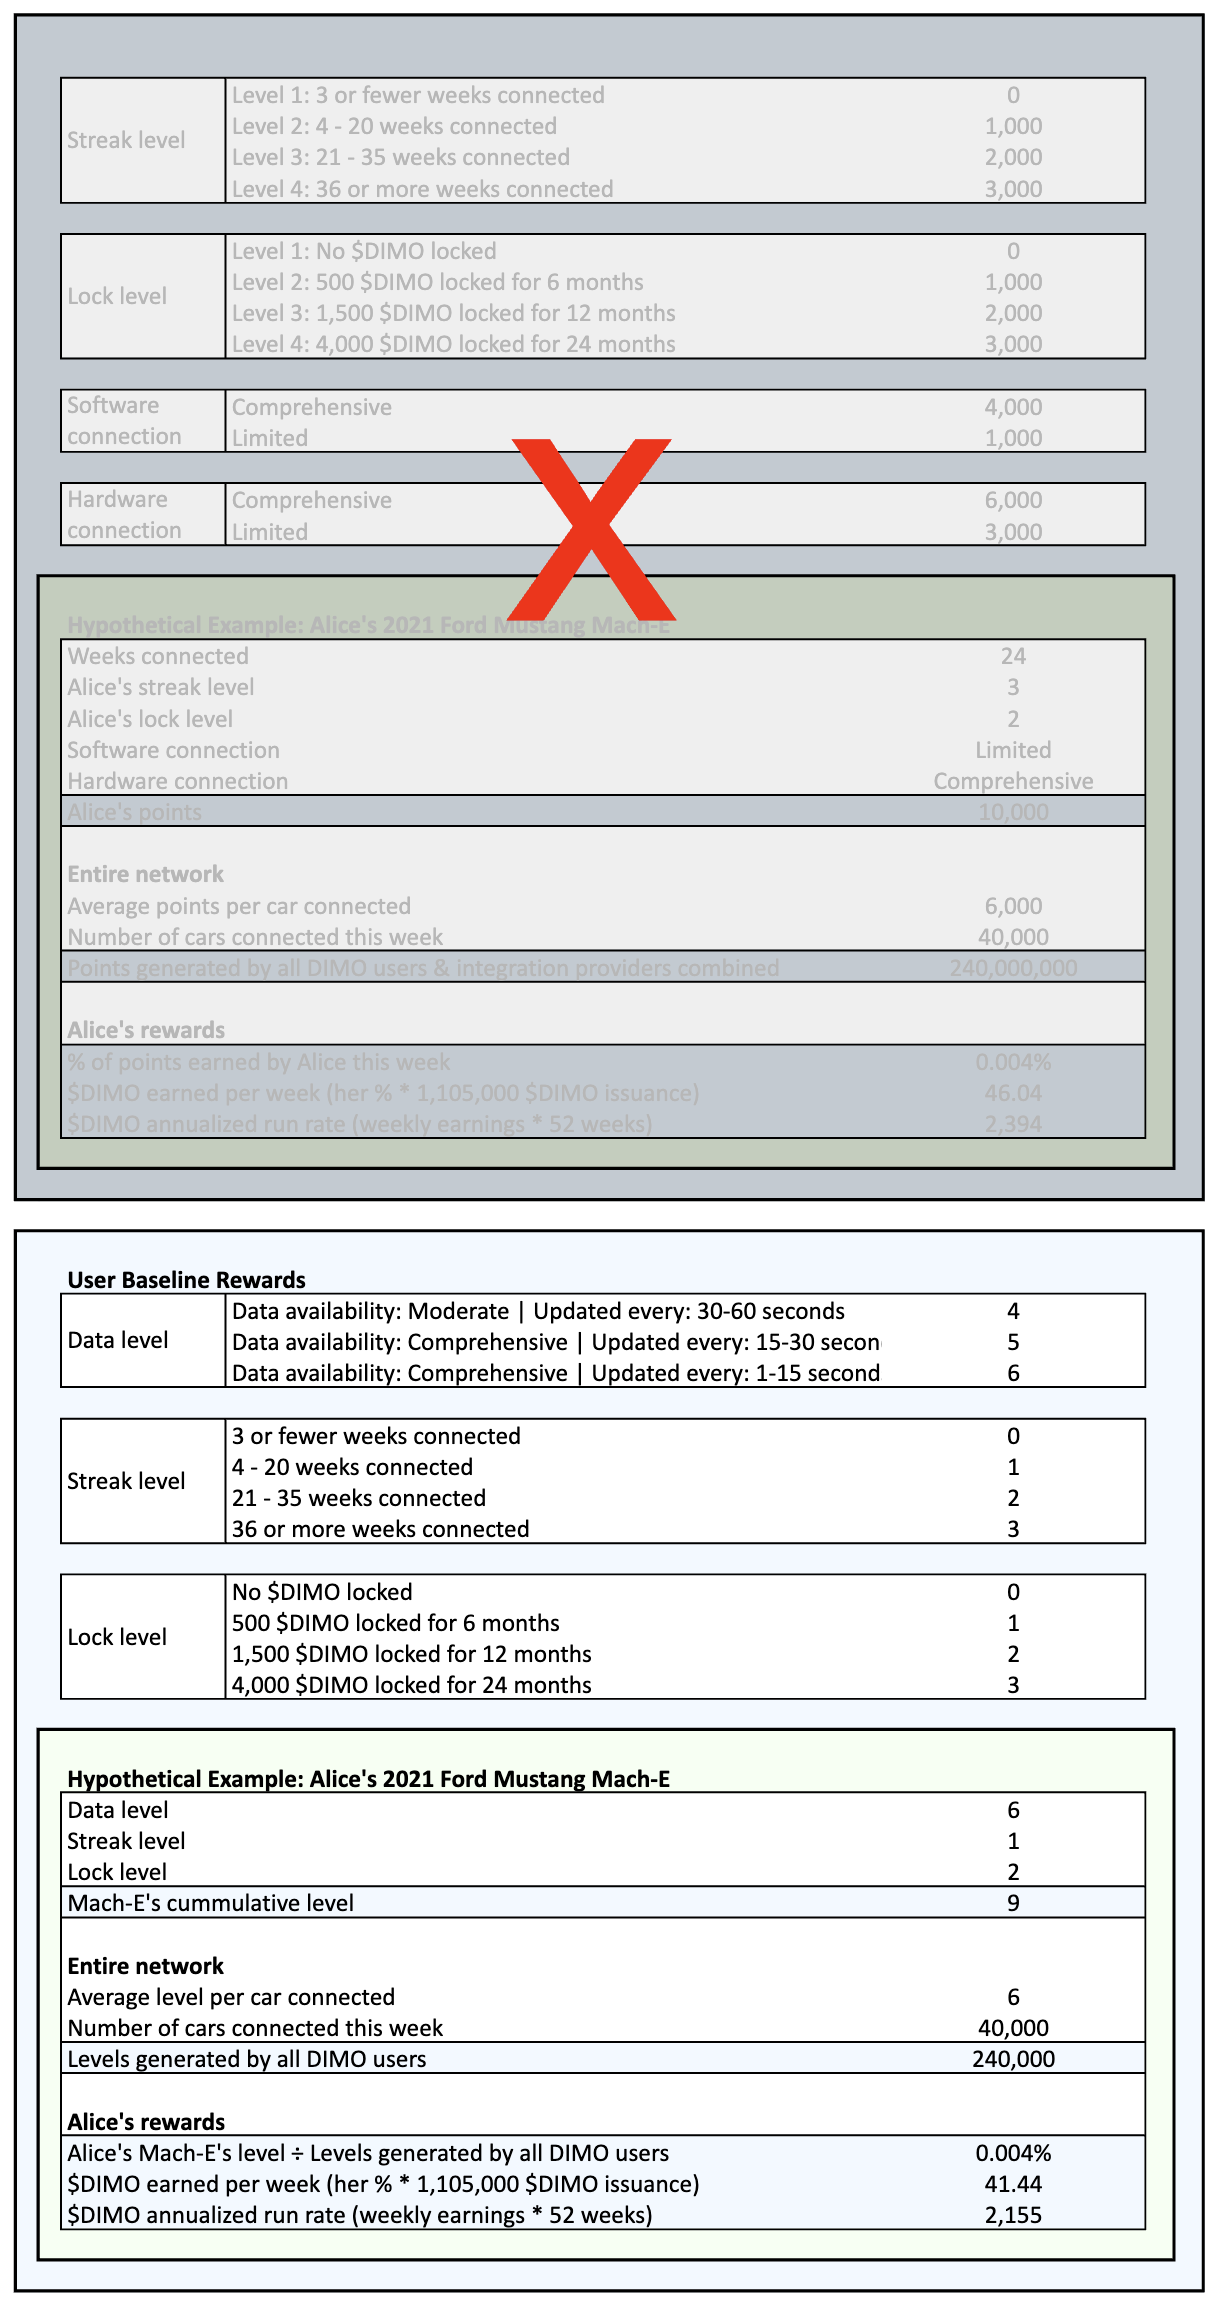 Streak level
Level 1: 3 or fewer weeks connected 0
Level 2: 4 - 20 weeks connected 1,000
Level 3: 21 - 35 weeks connected 2,000
Level 4: 36 or more weeks connected 3,000
Lock level
Level 1: No $DIMO locked 0
Level 2: 500 $DIMO locked for 6 months 1,000
Level 3: 1,500 $DIMO locked for 12 months 2,000
Level 4: 4,000 $DIMO locked for 24 months 3,000
Software
connection
Comprehensive 4,000
Limited 1,000
Hardware
connection
Comprehensive 6,000
Limited 3,000
X
Hypothetical Example: Alice's 2021 Ford Mustang Mach-E
Weeks connected 24
Alice's streak level 3
Alice's lock level 2
Software connection Limited
Hardware connection Comprehensive
Alice's points 10,000
Entire network
Average points per car connected 6,000
Number of cars connected this week 40,000
Points generated by all DIMO users & integration providers combined 240,000,000
Alice's rewards
% of points earned by Alice this week 0.004%
$DIMO earned per week (her % * 1,105,000 $DIMO issuance) 46.04
$DIMO annualized run rate (weekly earnings * 52 weeks) 2,394
User Baseline Rewards
Data level
Data availability: Moderate | Updated every: 30-60 seconds 4
Data availability: Comprehensive | Updated every: 15-30 secon 5
Data availability: Comprehensive | Updated every: 1-15 second 6
Streak level
3 or fewer weeks connected 0
4 - 20 weeks connected 1
21 - 35 weeks connected 2
36 or more weeks connected 3
Lock level
No $DIMO locked 0
500 $DIMO locked for 6 months 1
1,500 $DIMO locked for 12 months 2
4,000 $DIMO locked for 24 months 3
Hypothetical Example: Alice's 2021 Ford Mustang Mach-E
Data level 6
Streak level 1
Lock level 2
Mach-E's cummulative level 9
Entire network
Average level per car connected 6
Number of cars connected this week 40,000
Levels generated by all DIMO users 240,000
Alice's rewards
Alice's Mach-E's level ÷ Levels generated by all DIMO users 0.004%
$DIMO earned per week (her % * 1,105,000 $DIMO issuance) 41.44
$DIMO annualized run rate (weekly earnings * 52 weeks) 2,155